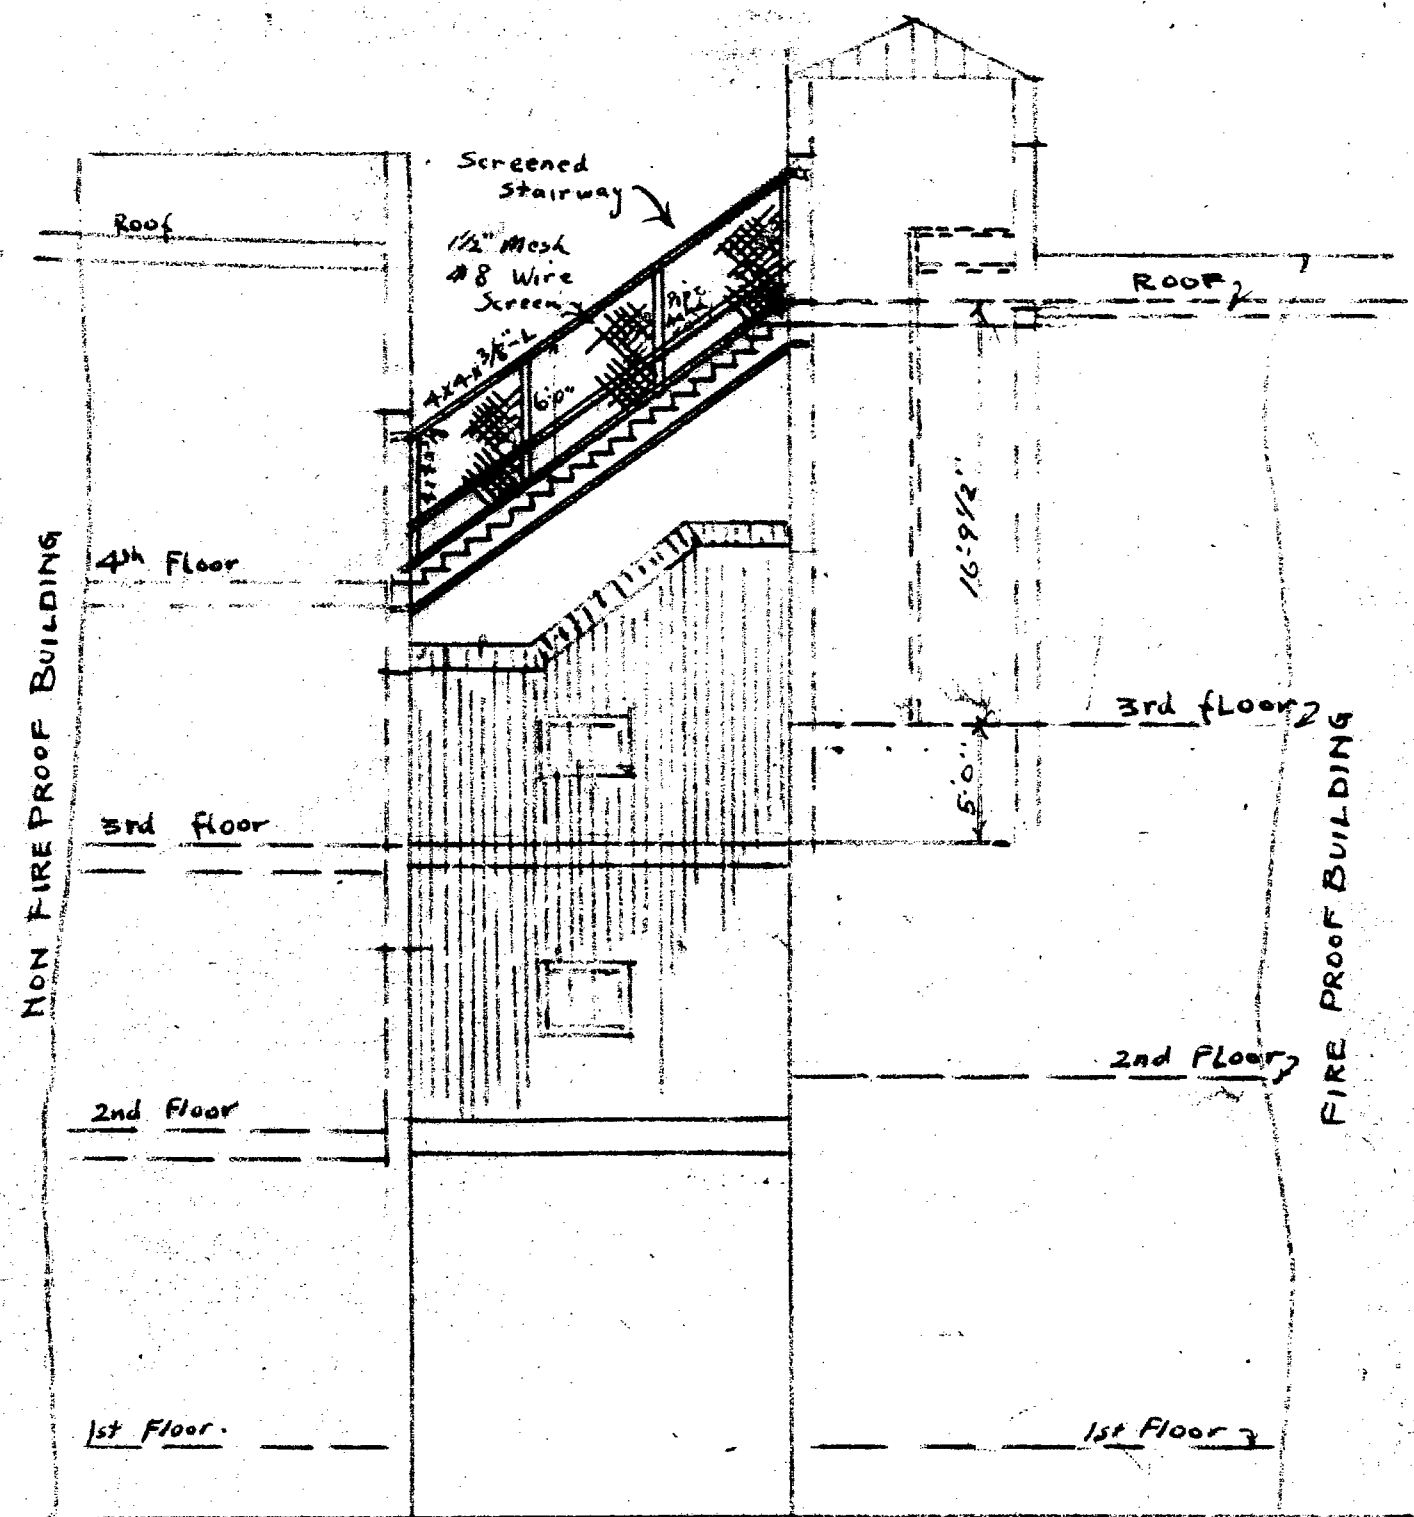 Screened
Stairway
Roof
1½" Mesh
# 8 Wire
Screen
ROOF
4x4x3/8"-L
6'0"
16'-9½"
4th Floor
NON FIRE PROOF BUILDING
3rd fLoor
5'0"
3rd floor
FIRE PROOF BUILDING
2nd FLoor
2nd Floor
1st Floor.
1st Floor